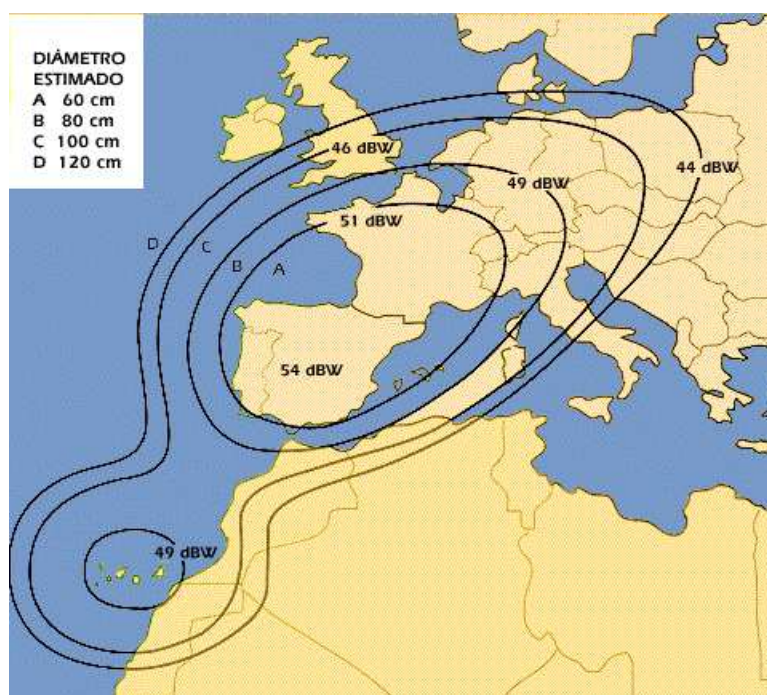 DIÁMETRO
ESTIMADO
A 60 cm
B 80 cm
C 100 cm
D 120 cm
46 dBW
44 dBW
49 dBW
51 dBW
D
C
B
A
54 dBW
49 dBW